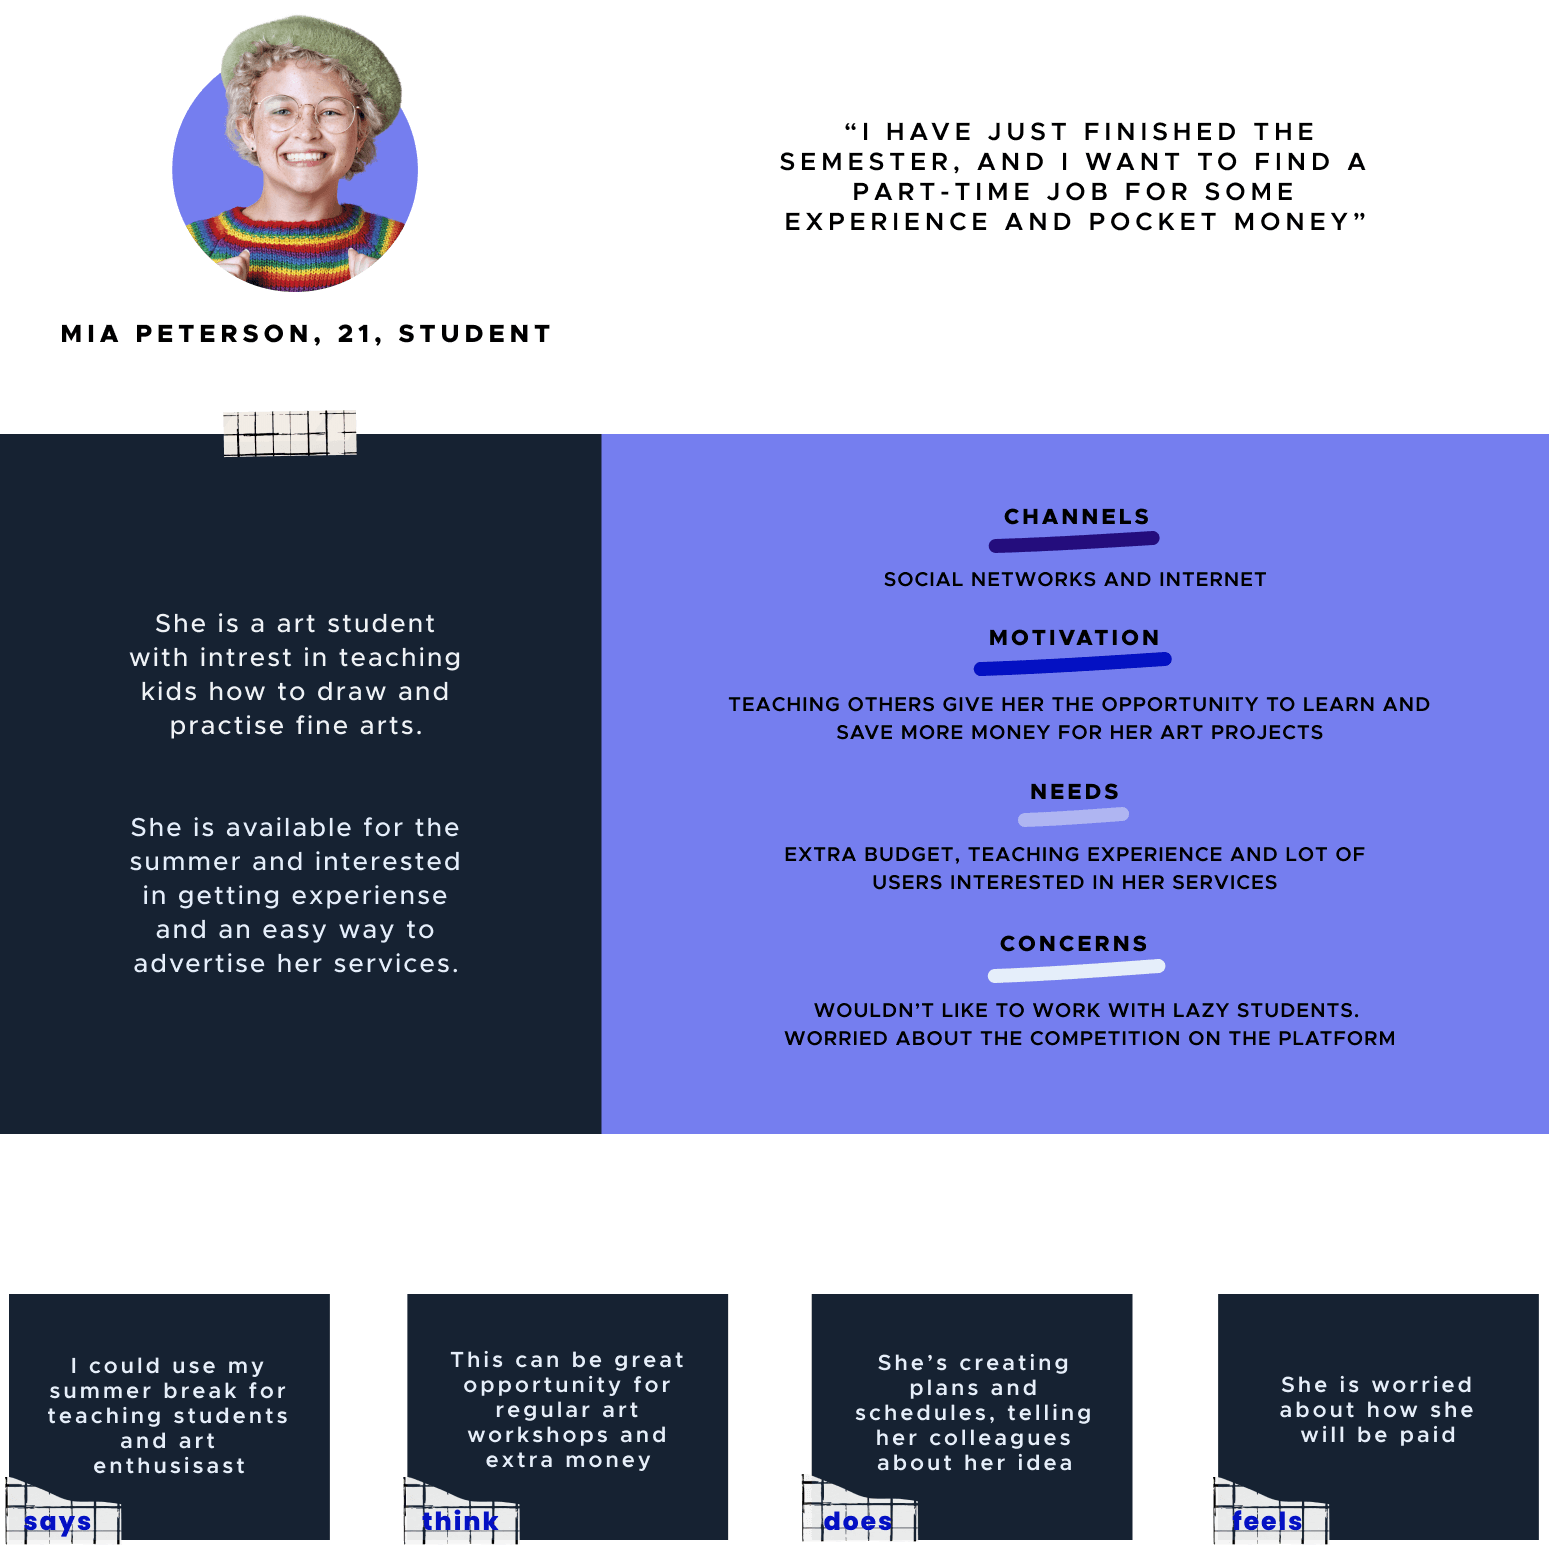 “I HAVE JUST FINISHED THE
SEMESTER, AND I WANT TO FIND A
PART-TIME JOB FOR SOME
EXPERIENCE AND POCKET MONEY”
MIA PETERSON, 21, STUDENT
She is a art student
with intrest in teaching
kids how to draw and
practise fine arts.
She is available for the
summer and interested
in getting experiense
and an easy way to
advertise her services.
CHANNELS
SOCIAL NETWORKS AND INTERNET
MOTIVATION
TEACHING OTHERS GIVE HER THE OPPORTUNITY TO LEARN AND
SAVE MORE MONEY FOR HER ART PROJECTS
NEEDS
EXTRA BUDGET, TEACHING EXPERIENCE AND LOT OF
USERS INTERESTED IN HER SERVICES
CONCERNS
WOULDN’T LIKE TO WORK WITH LAZY STUDENTS.
WORRIED ABOUT THE COMPETITION ON THE PLATFORM
I could use my
summer break for
teaching students
and art
enthusisast
says
This can be great
opportunity for
regular art
workshops and
extra money
think
She’s creating
plans and
schedules, telling
her colleagues
about her idea
does
She is worried
about how she
will be paid
feels